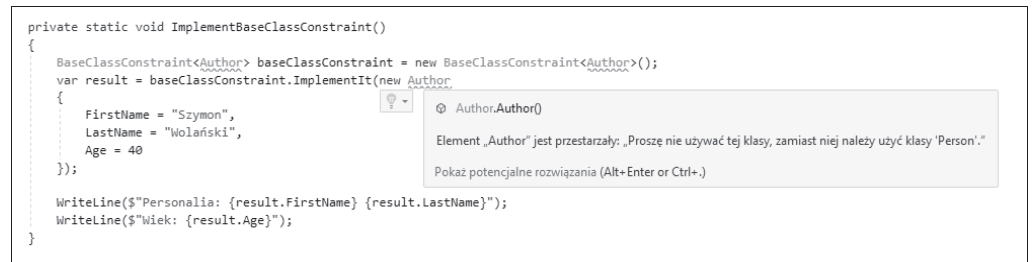 private static void ImplementBaseClassConstraint()
{
BaseClassConstraint<Author> baseClassConstraint = new BaseClassConstraint<Author>();
var result = baseClassConstraint.ImplementIt(new Author
{
FirstName = "Szymon",
LastName = "Wolański",
Age = 40
});
Author.Author()
Element „Author” jest przestarzały: „Proszę nie używać tej klasy, zamiast niej należy użyć klasy 'Person'.“
Pokaż potencjalne rozwiązania (Alt+Enter or Ctrl+.)
WriteLine($"Personalia: {result.FirstName} {result.LastName}");
WriteLine($"Wiek: {result.Age}");
}